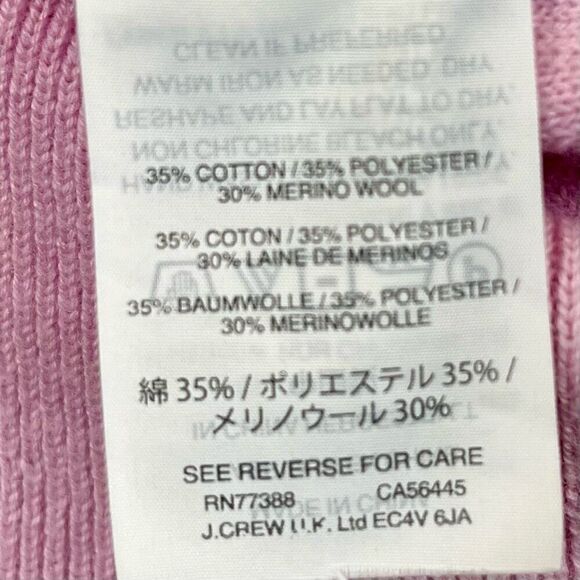 35% COTTON / 35% POLYESTER /
30% MERINO WOOL
35% COTON / 35% POLYESTER /
30% LAINE DE MERINOS
35% BAUMWOLLE / 35% POLYESTER /
30% MERINOWOLLE
綿 35% / ポリエステル 35% /
メリノウール 30%
SEE REVERSE FOR CARE
RN77388 CA56445
J.CREW U.K. Ltd EC4V 6JA